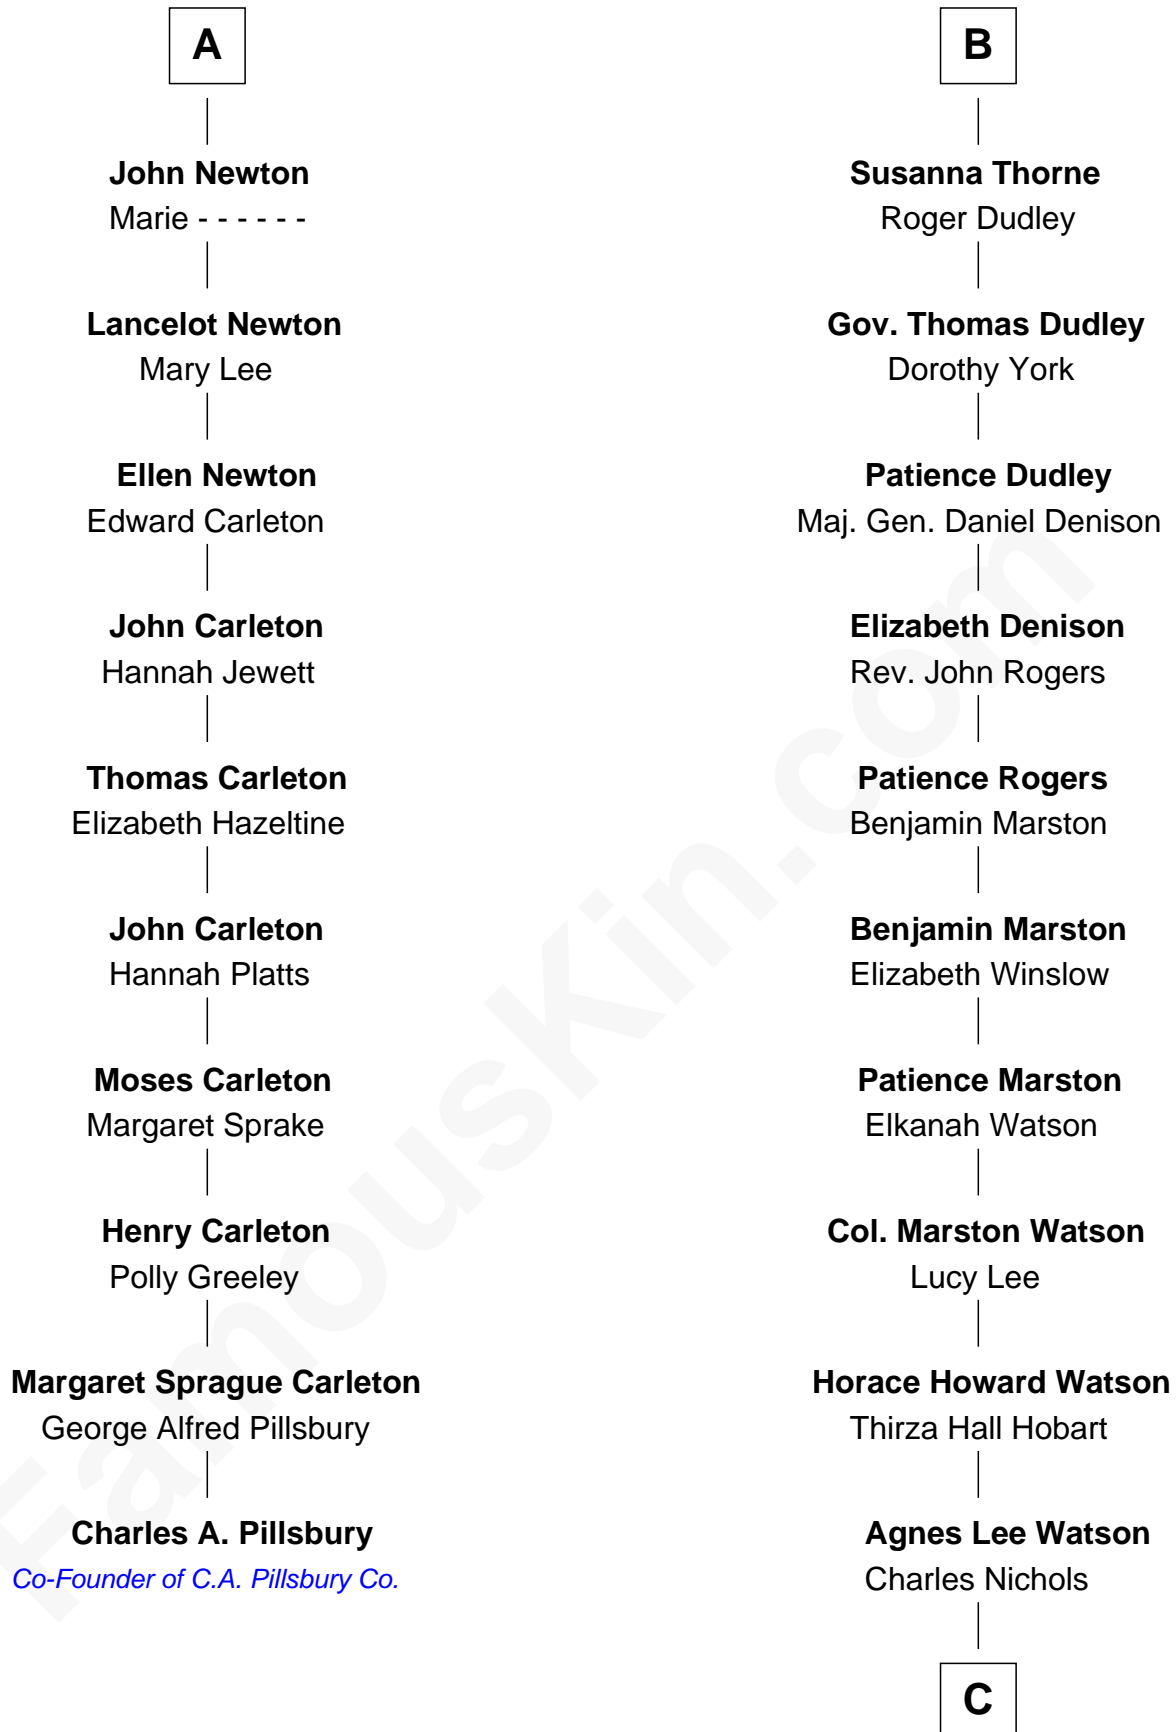 A
John Newton
Marie - - - - - -
Lancelot Newton
Mary Lee
Ellen Newton
Edward Carleton
John Carleton
Hannah Jewett
Thomas Carleton
Elizabeth Hazeltine
John Carleton
Hannah Platts
Moses Carleton
Margaret Sprake
Henry Carleton
Polly Greeley
Margaret Sprague Carleton
George Alfred Pillsbury
Charles A. Pillsbury
Co-Founder of C.A. Pillsbury Co.
B
Susanna Thorne
Roger Dudley
Gov. Thomas Dudley
Dorothy York
Patience Dudley
Maj. Gen. Daniel Denison
Elizabeth Denison
Rev. John Rogers
Patience Rogers
Benjamin Marston
Benjamin Marston
Elizabeth Winslow
Patience Marston
Elkanah Watson
Col. Marston Watson
Lucy Lee
Horace Howard Watson
Thirza Hall Hobart
Agnes Lee Watson
Charles Nichols
C
FamousKin.com